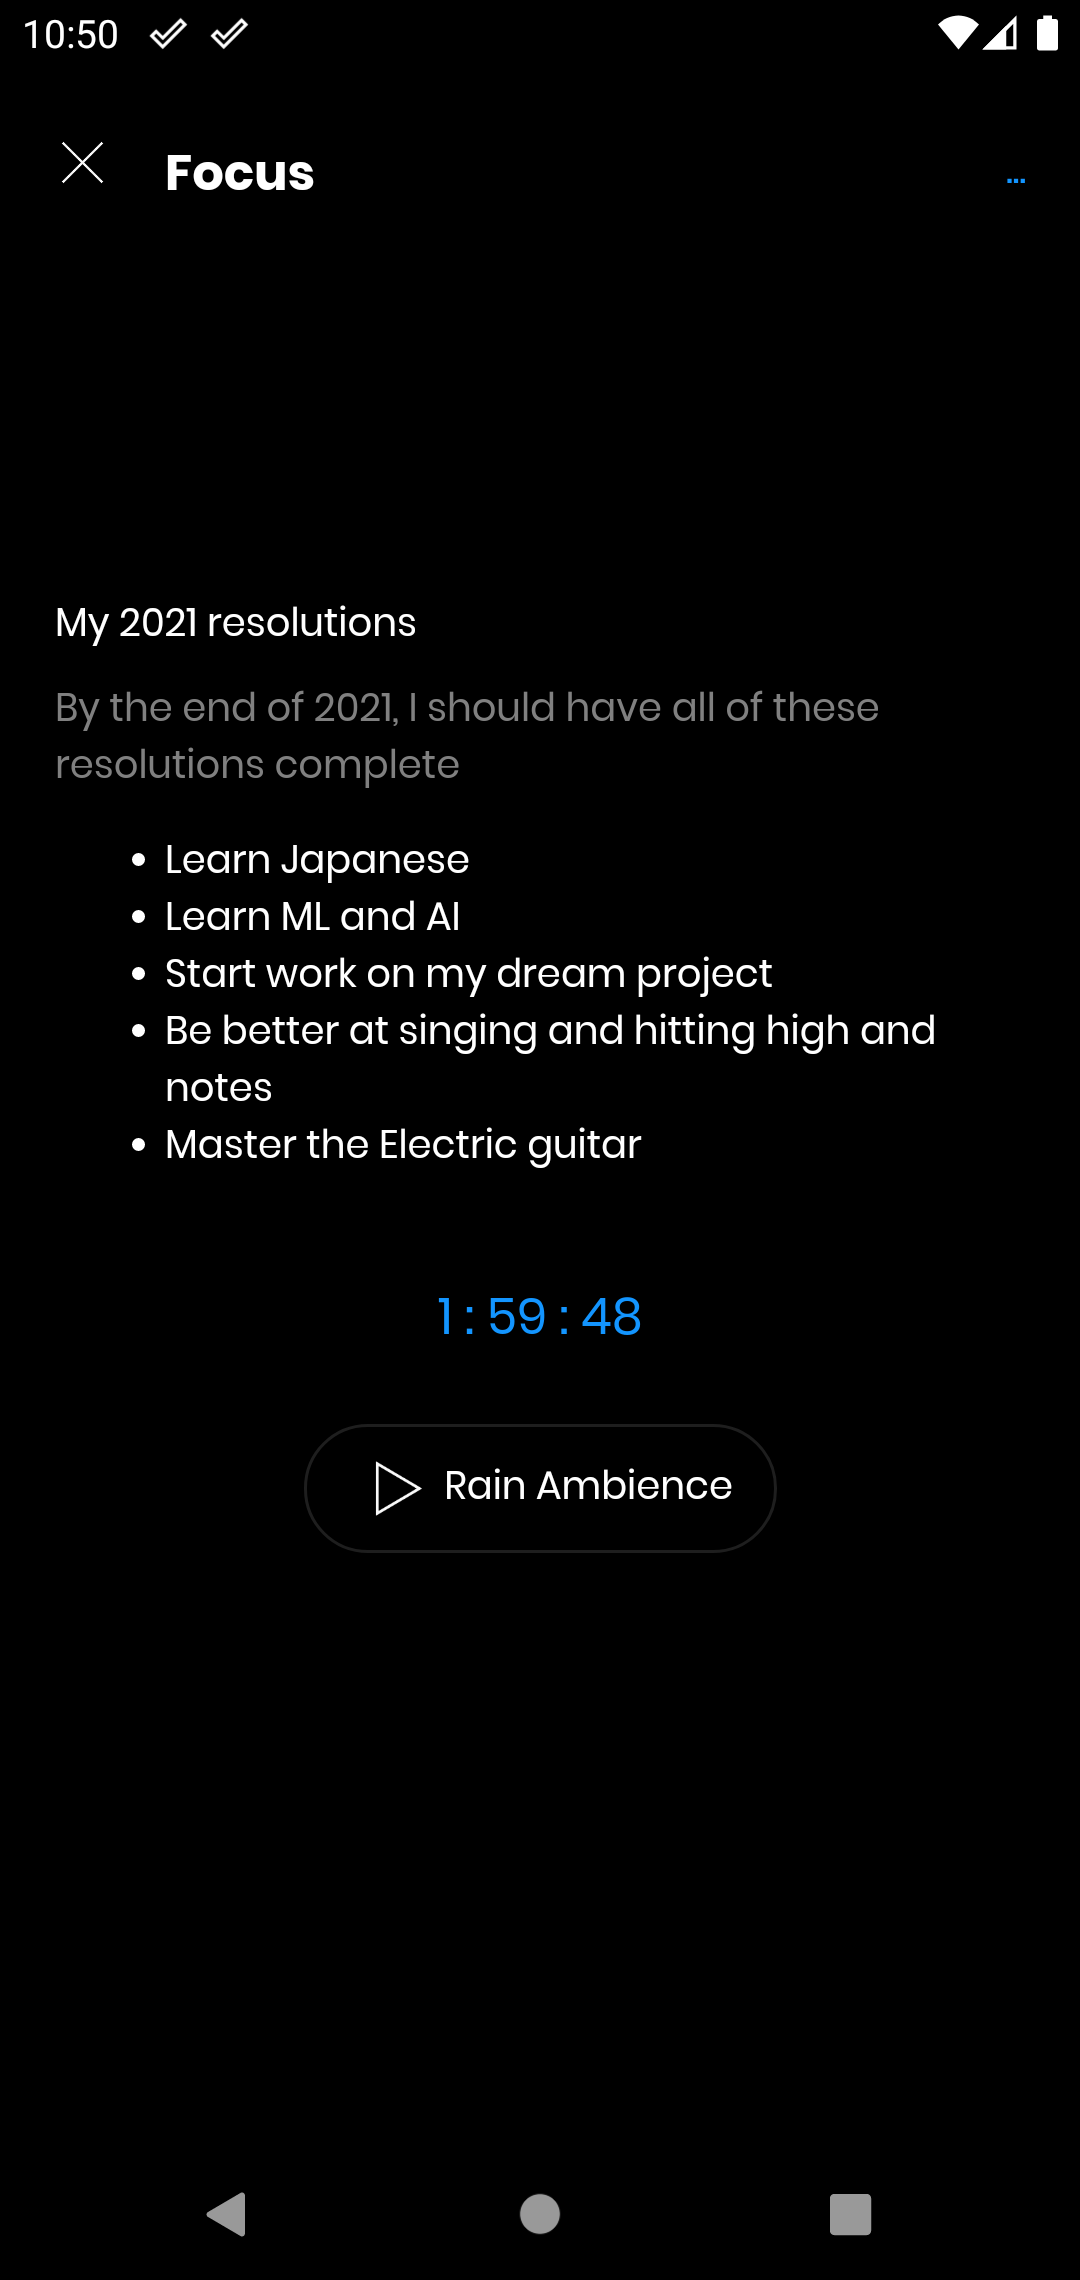 10:50
Focus
...
My 2021 resolutions
By the end of 2021, I should have all of these
resolutions complete
• Learn Japanese
• Learn ML and AI
• Start work on my dream project
• Be better at singing and hitting high and
notes
• Master the Electric guitar
1 : 59 : 48
Rain Ambience